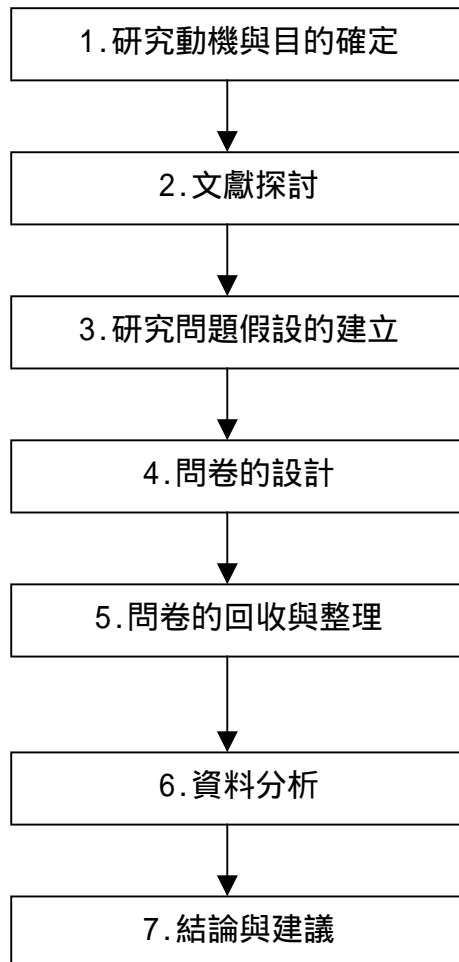 1.研究動機與目的確定
2.文獻探討
3.研究問題假設的建立
4.問卷的設計
5.問卷的回收與整理
6.資料分析
7.結論與建議